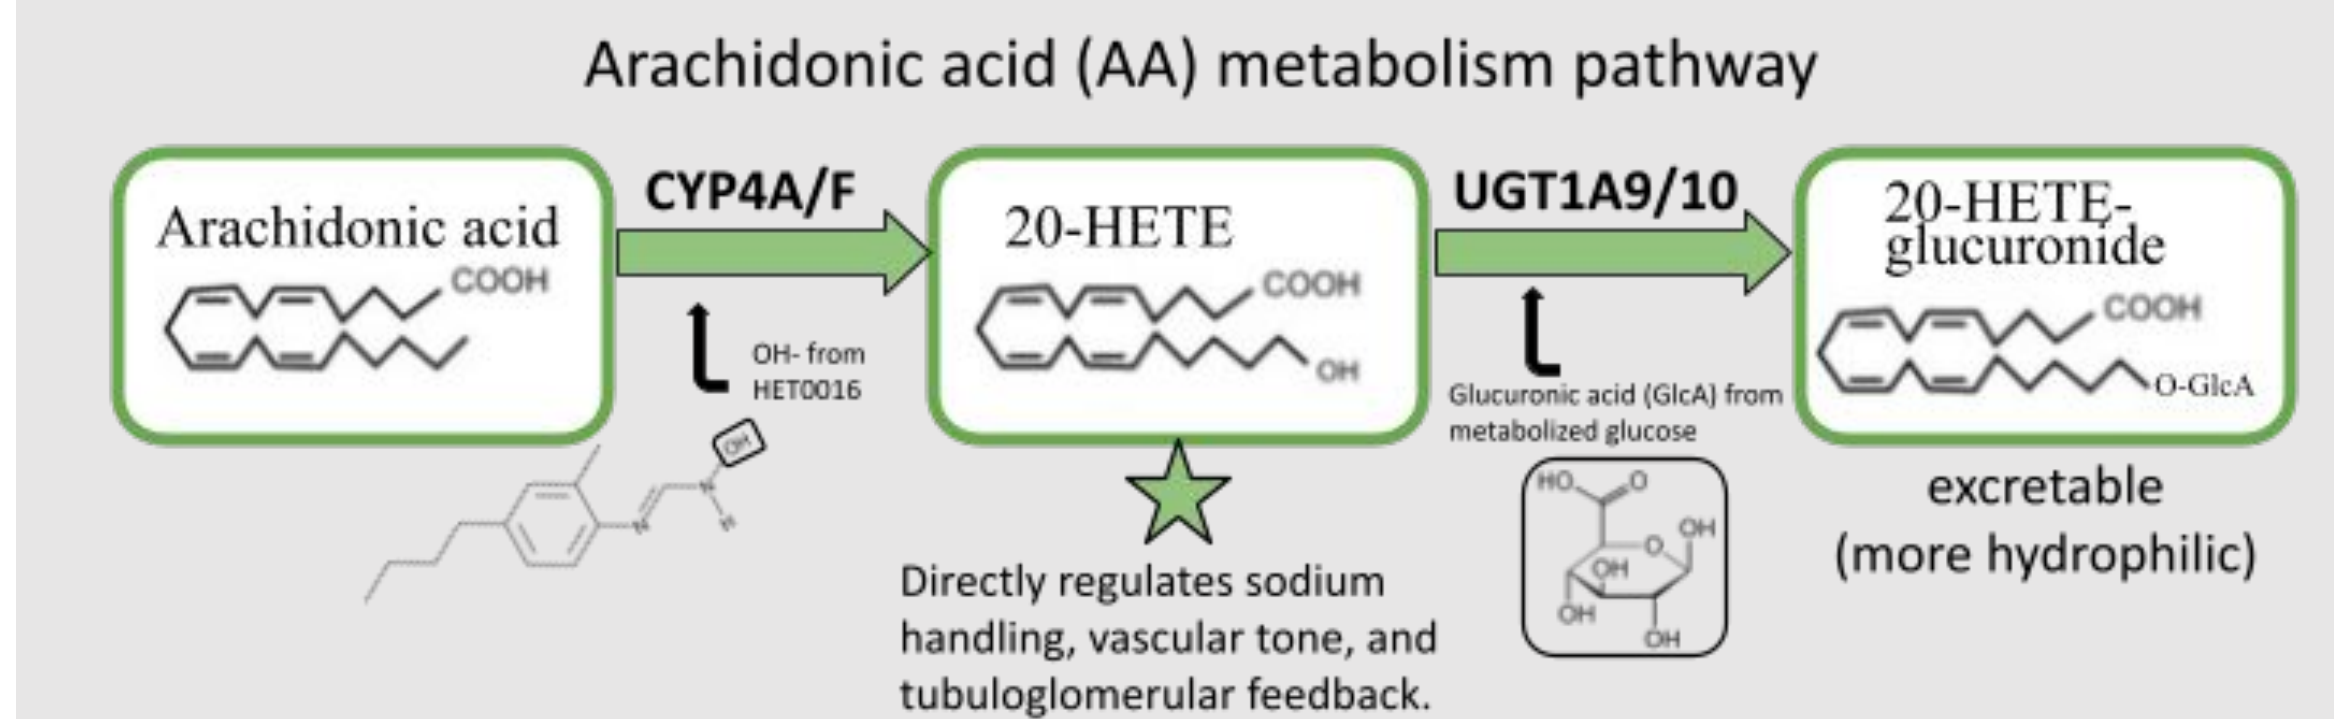 Arachidonic acid (AA) metabolism pathway
Arachidonic acid
COOH
CYP4A/F
OH- from
HET0016
OH
N
N
H
20-HETE
COOH
OH
Directly regulates sodium
handling, vascular tone, and
tubuloglomerular feedback.
UGT1A9/10
Glucuronic acid (GlcA) from
metabolized glucose
HO
O
O
OH
OH
OH
OH
20-HETE-
glucuronide
COOH
O-GlcA
excretable
(more hydrophilic)